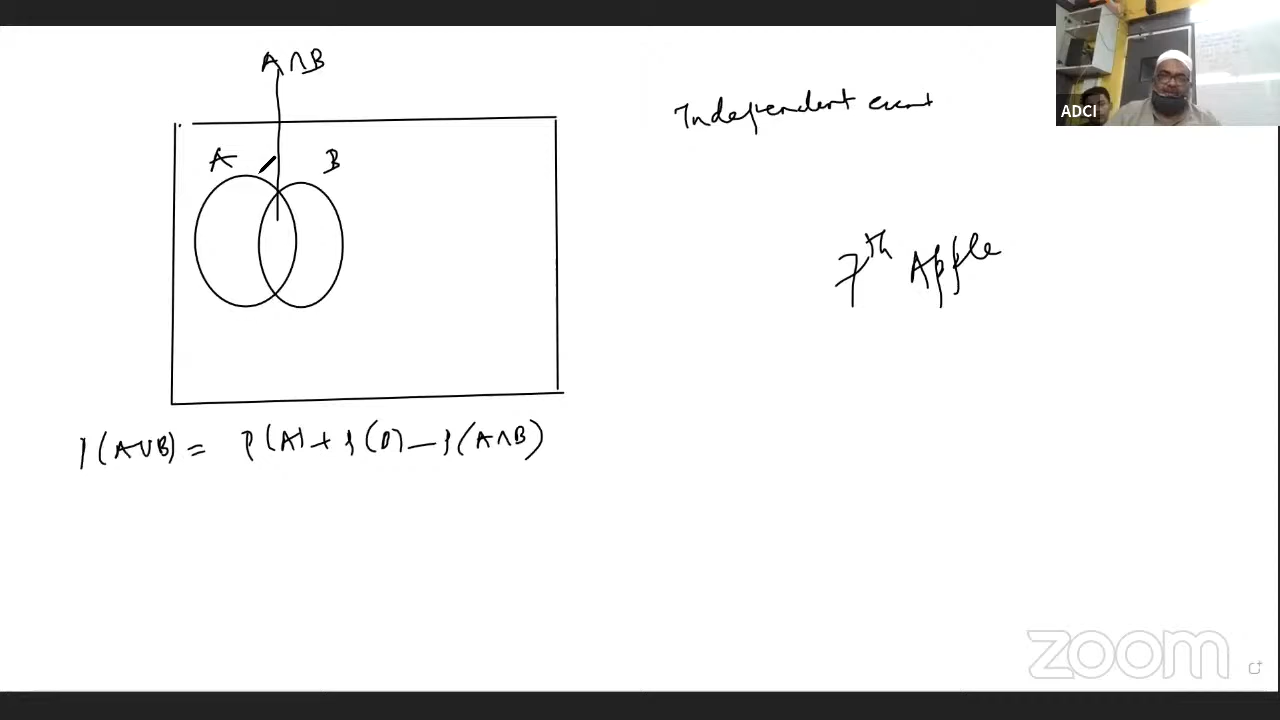 A∩B
A B
P(A∪B) = P(A) + P(B) – P(A∩B)
Independent event
7th Apple
ADCI
zoom